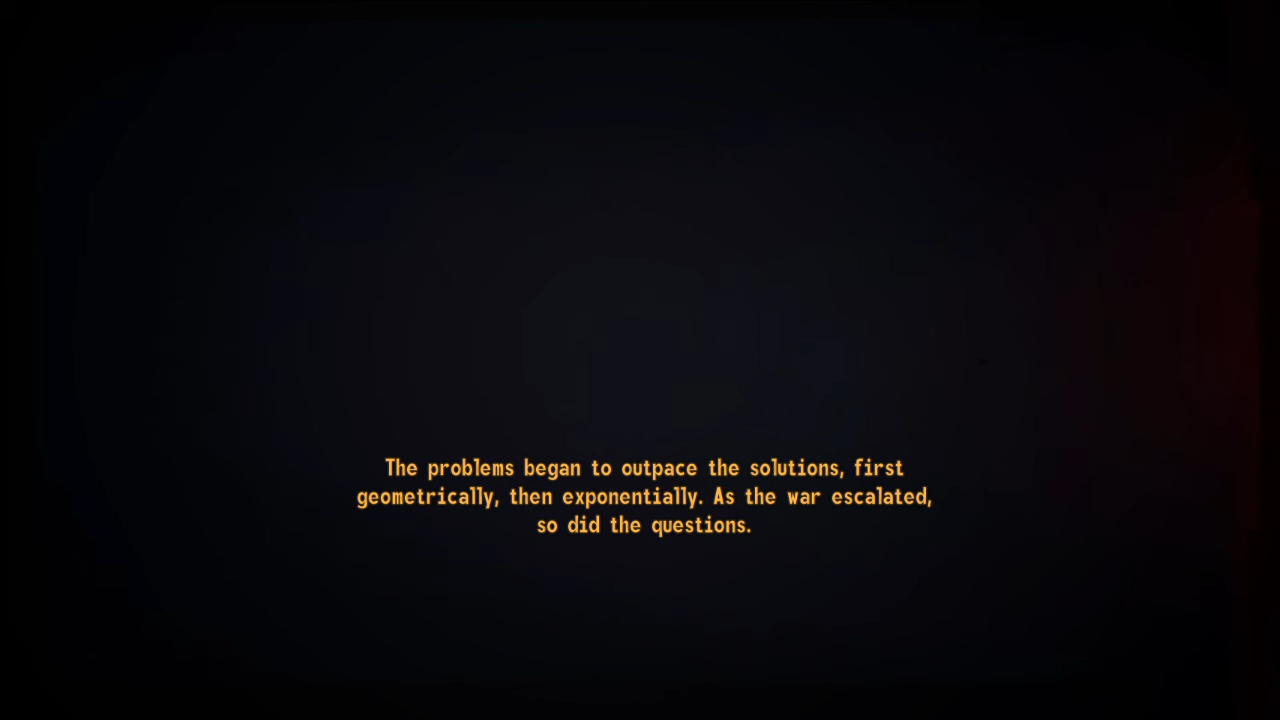 The problems began to outpace the solutions, first
geometrically, then exponentially. As the war escalated,
so did the questions.